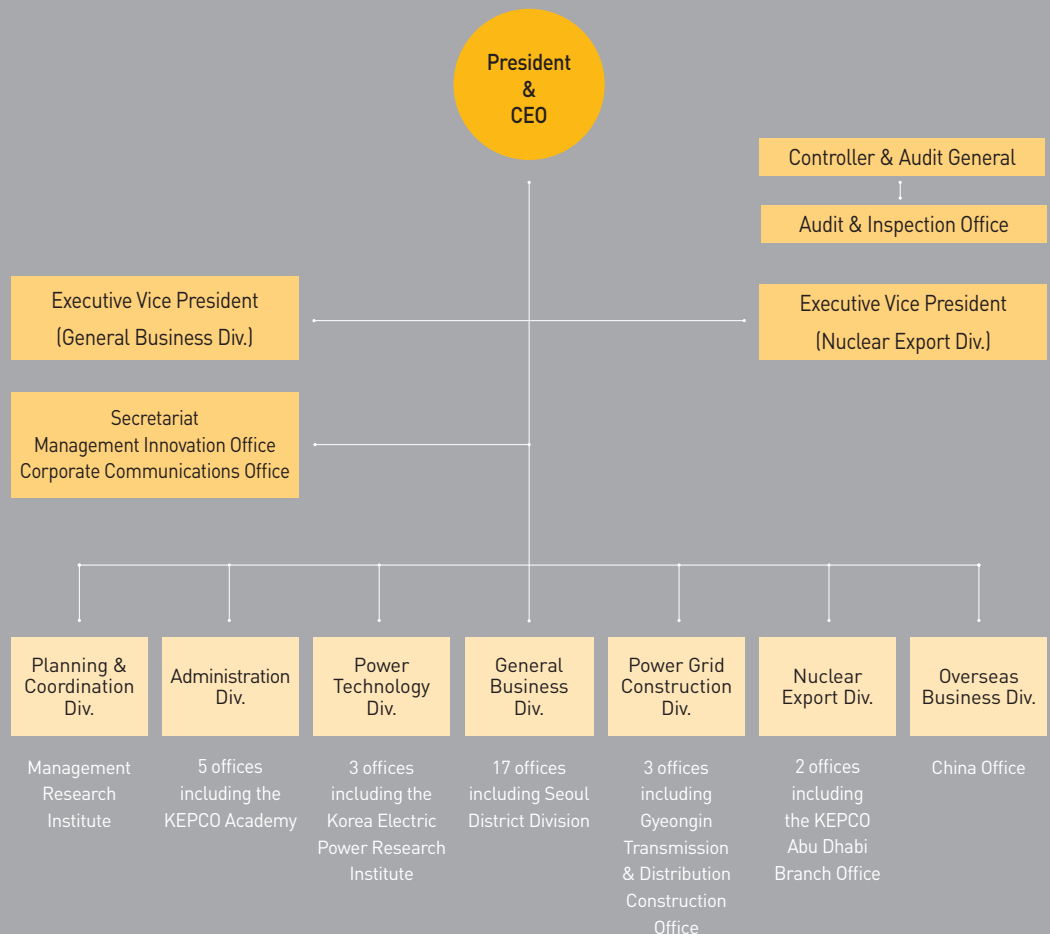 President
&
CEO
Controller & Audit General
Audit & Inspection Office
Executive Vice President
(General Business Div.)
Executive Vice President
(Nuclear Export Div.)
Secretariat
Management Innovation Office
Corporate Communications Office
Planning &
Coordination
Div.
Administration
Div.
Power
Technology
Div.
General
Business
Div.
Power Grid
Construction
Div.
Nuclear
Export Div.
Overseas
Business Div.
Management
Research
Institute
5 offices
including the
KEPCO Academy
3 offices
including the
Korea Electric
Power Research
Institute
17 offices
including Seoul
District Division
3 offices
including
Gyeongin
Transmission
& Distribution
Construction
Office
2 offices
including
the KEPCO
Abu Dhabi
Branch Office
China Office